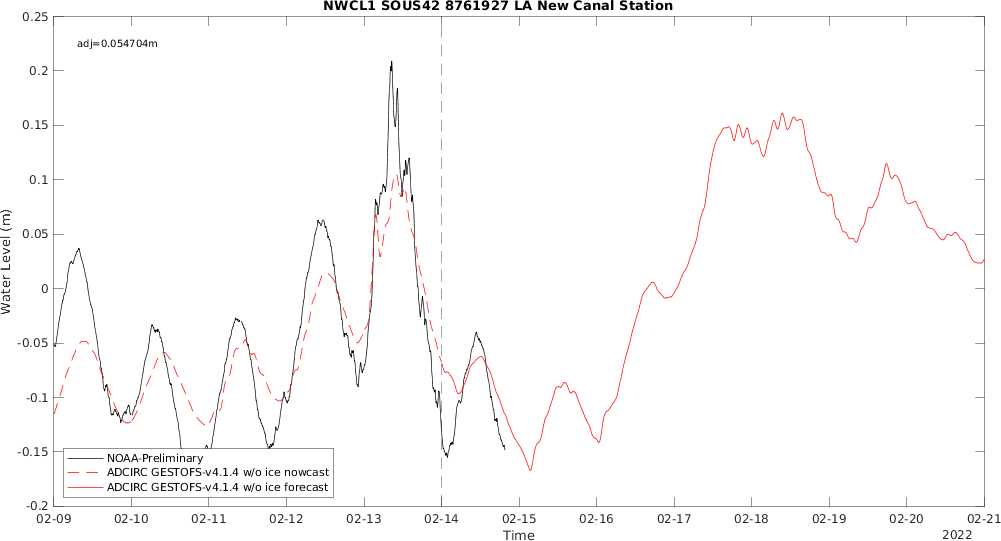 NWCL1 SOUS42 8761927 LA New Canal Station
adj=0.054704m
0.25
0.2
0.15
0.1
0.05
0
-0.05
-0.1
-0.15
-0.2
Water Level (m)
NOAA-Preliminary
ADCIRC GESTOFS-v4.1.4 w/o ice nowcast
ADCIRC GESTOFS-v4.1.4 w/o ice forecast
02-09 02-10 02-11 02-12 02-13 02-14 02-15 02-16 02-17 02-18 02-19 02-20 02-21
Time
2022